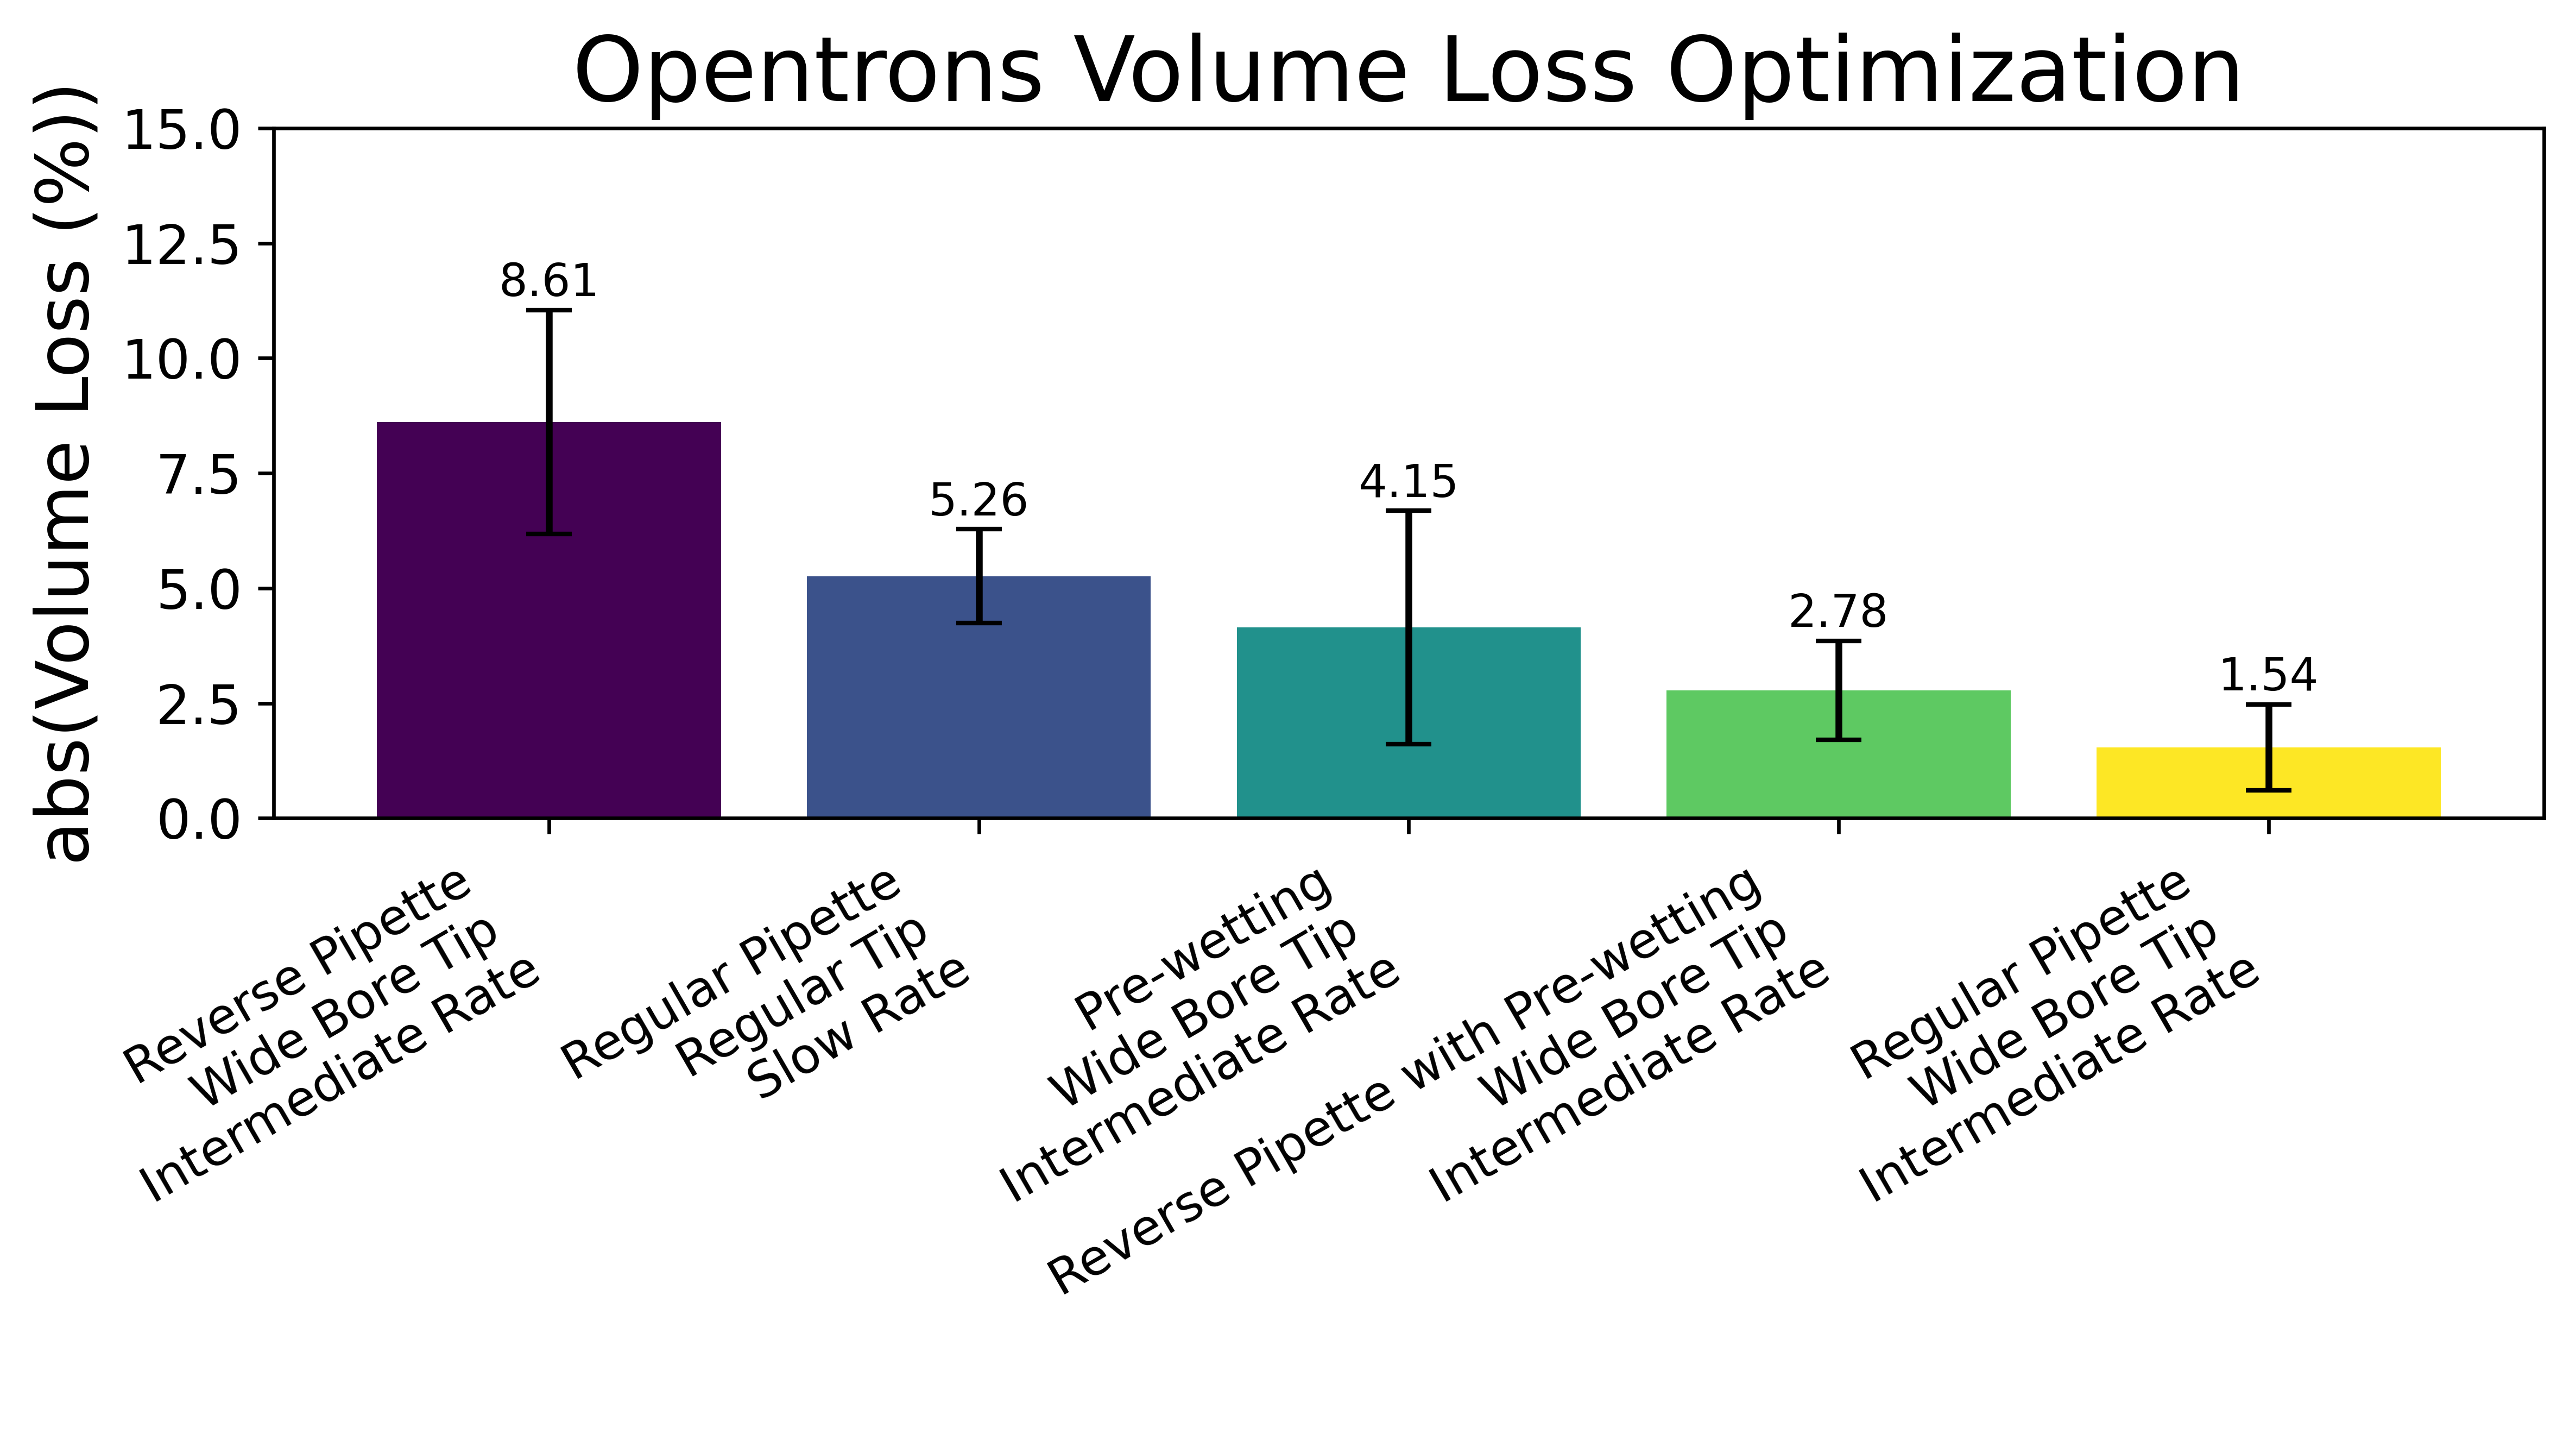 Opentrons Volume Loss Optimization
abs(Volume Loss (%))
15.0
12.5
10.0
7.5
5.0
2.5
0.0
8.61
5.26
4.15
2.78
1.54
Reverse Pipette
Wide Bore Tip
Intermediate Rate
Regular Pipette
Regular Tip
Slow Rate
Pre-wetting
Wide Bore Tip
Intermediate Rate
Reverse Pipette with Pre-wetting
Wide Bore Tip
Intermediate Rate
Regular Pipette
Wide Bore Tip
Intermediate Rate